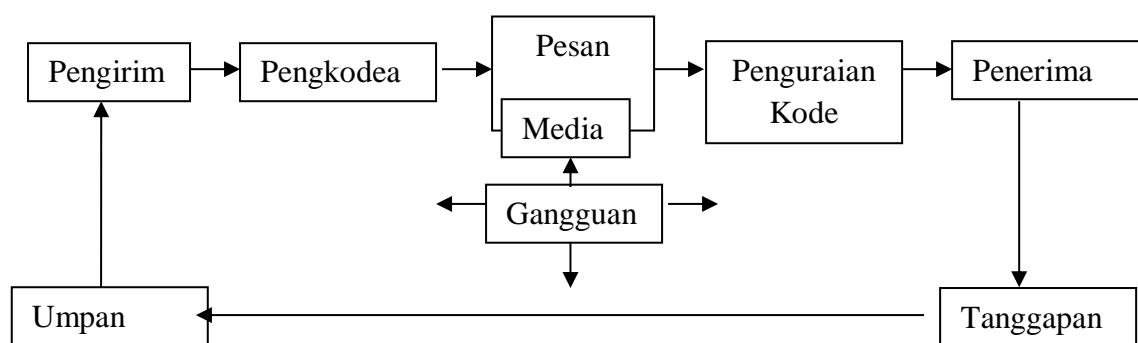 Pengirim
Pengkodea
Pesan
Media
Penguraian
Kode
Penerima
Gangguan
Umpan
Tanggapan